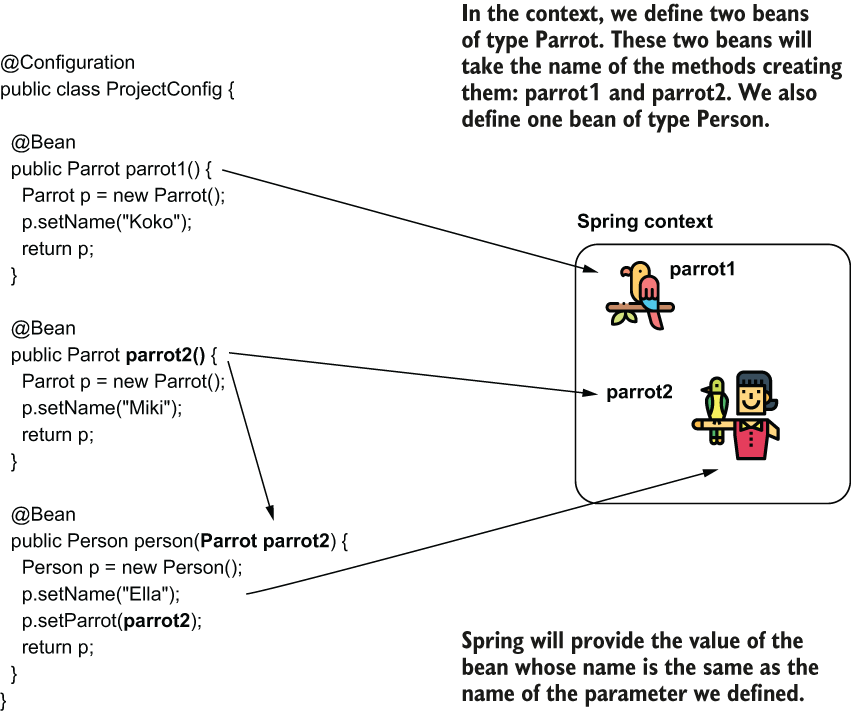 In the context, we define two beans
of type Parrot. These two beans will
take the name of the methods creating
them: parrot1 and parrot2. We also
define one bean of type Person.
@Configuration
public class ProjectConfig {
@Bean
public Parrot parrot1() {
Parrot p = new Parrot();
p.setName("Koko");
return p;
}
@Bean
public Parrot parrot2() {
Parrot p = new Parrot();
p.setName("Miki");
return p;
}
@Bean
public Person person(Parrot parrot2) {
Person p = new Person();
p.setName("Ella");
p.setParrot(parrot2);
return p;
}
}
Spring context
parrot1
parrot2
Spring will provide the value of the
bean whose name is the same as the
name of the parameter we defined.